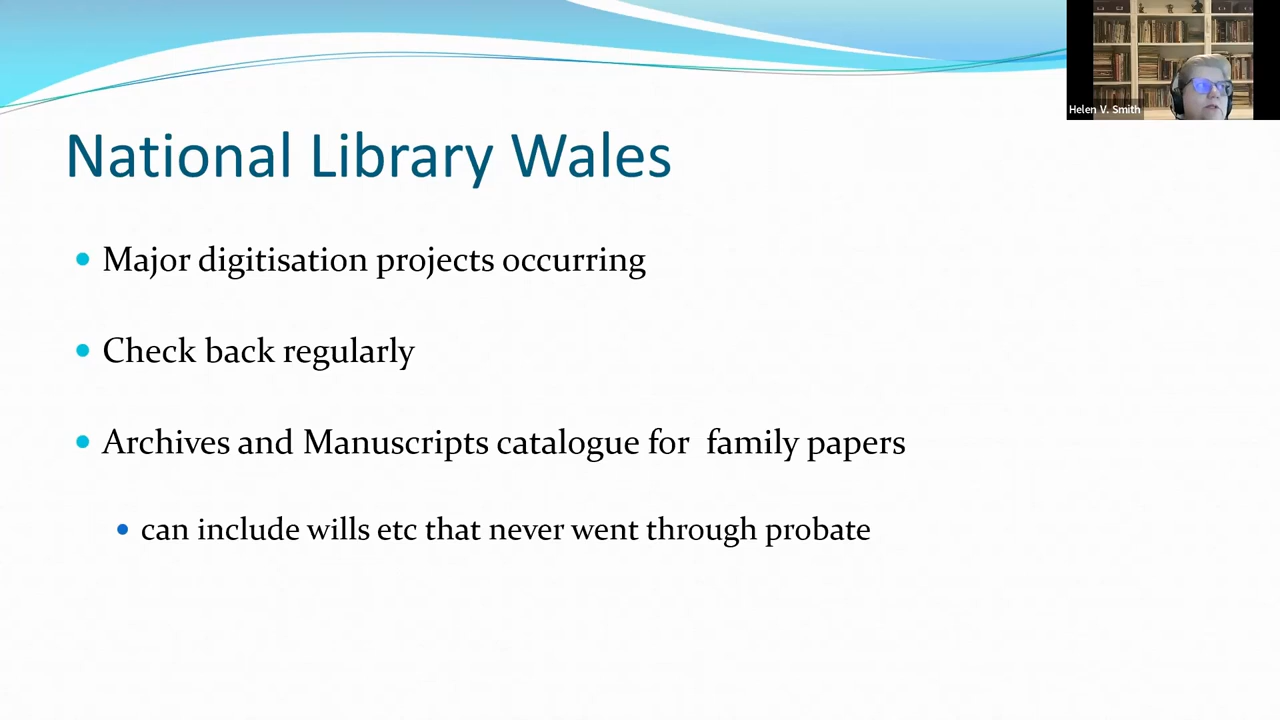 Helen V. Smith
National Library Wales
Major digitisation projects occurring
Check back regularly
Archives and Manuscripts catalogue for family papers
can include wills etc that never went through probate